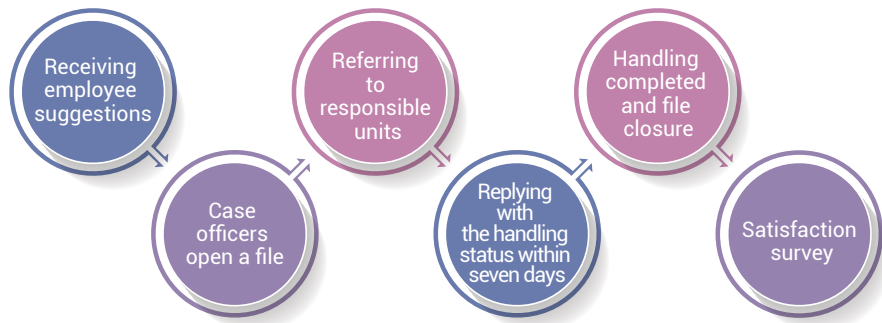 Receiving
employee
suggestions
Case
officers
open a file
Referring
to
responsible
units
Replying
with
the handling
status within
seven days
Handling
completed
and file
closure
Satisfaction
survey